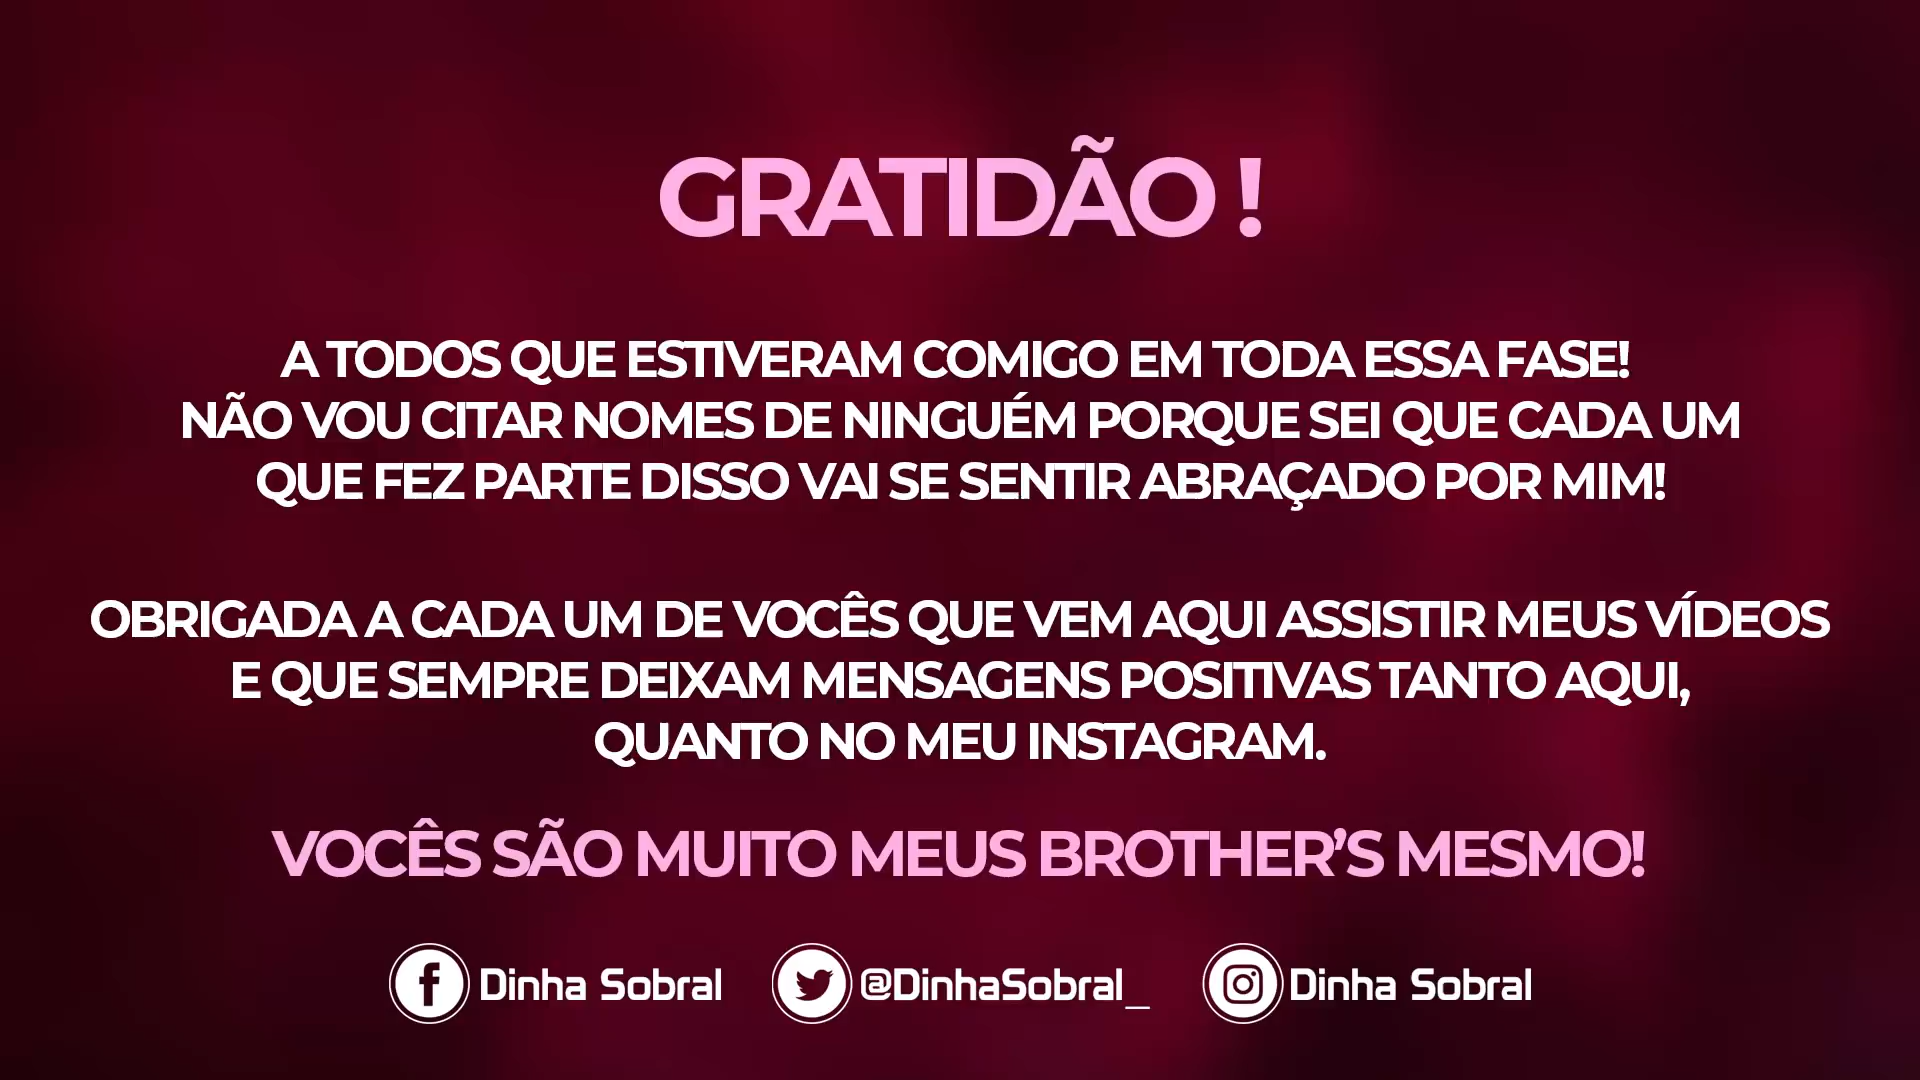 GRATIDÃO !
A TODOS QUE ESTIVERAM COMIGO EM TODA ESSA FASE!
NÃO VOU CITAR NOMES DE NINGUÉM PORQUE SEI QUE CADA UM
QUE FEZ PARTE DISSO VAI SE SENTIR ABRAÇADO POR MIM!
OBRIGADA A CADA UM DE VOCÊS QUE VEM AQUI ASSISTIR MEUS VÍDEOS
E QUE SEMPRE DEIXAM MENSAGENS POSITIVAS TANTO AQUI,
QUANTO NO MEU INSTAGRAM.
VOCÊS SÃO MUITO MEUS BROTHER’S MESMO!
Dinha Sobral @DinhaSobral_ Dinha Sobral